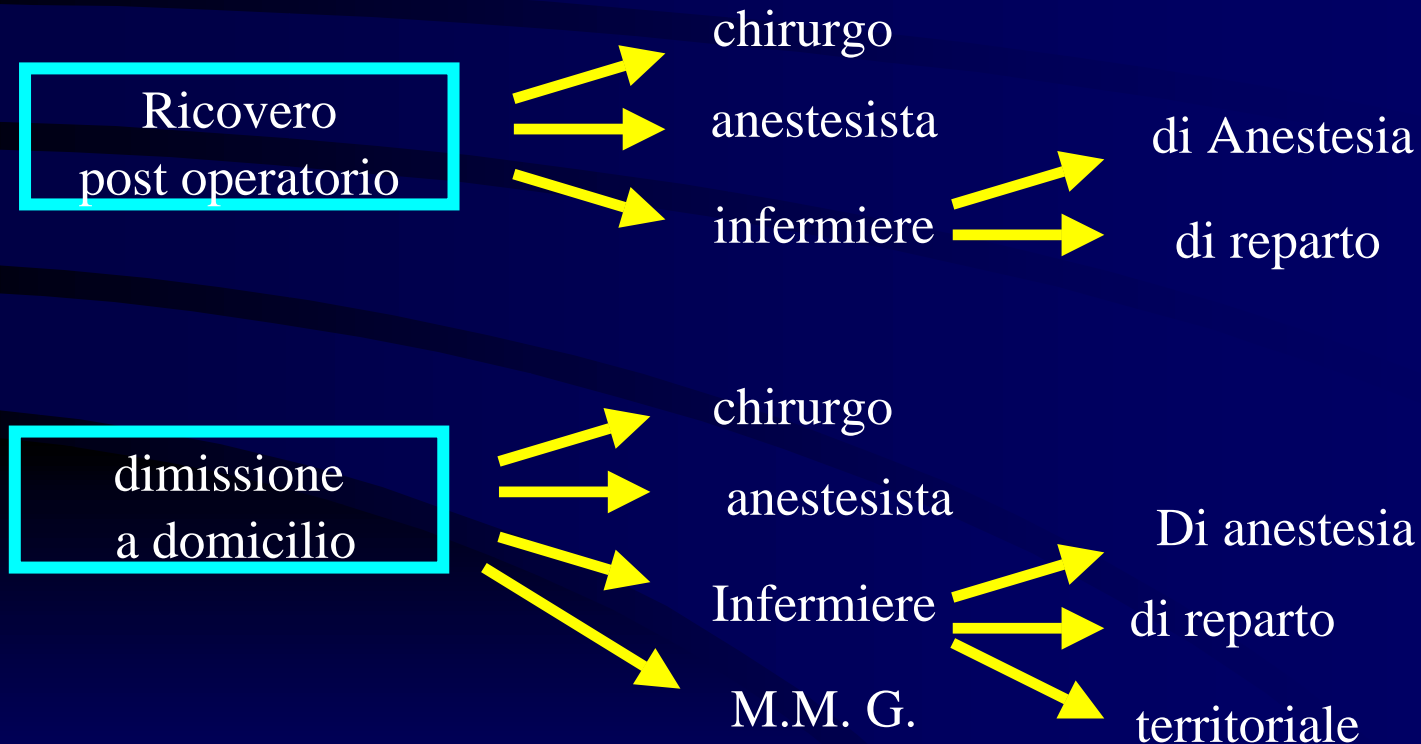 chirurgo
Ricovero
post operatorio
anestesista
infermiere
di Anestesia
di reparto
dimissione
a domicilio
chirurgo
anestesista
Infermiere
M.M. G.
Di anestesia
di reparto
territoriale